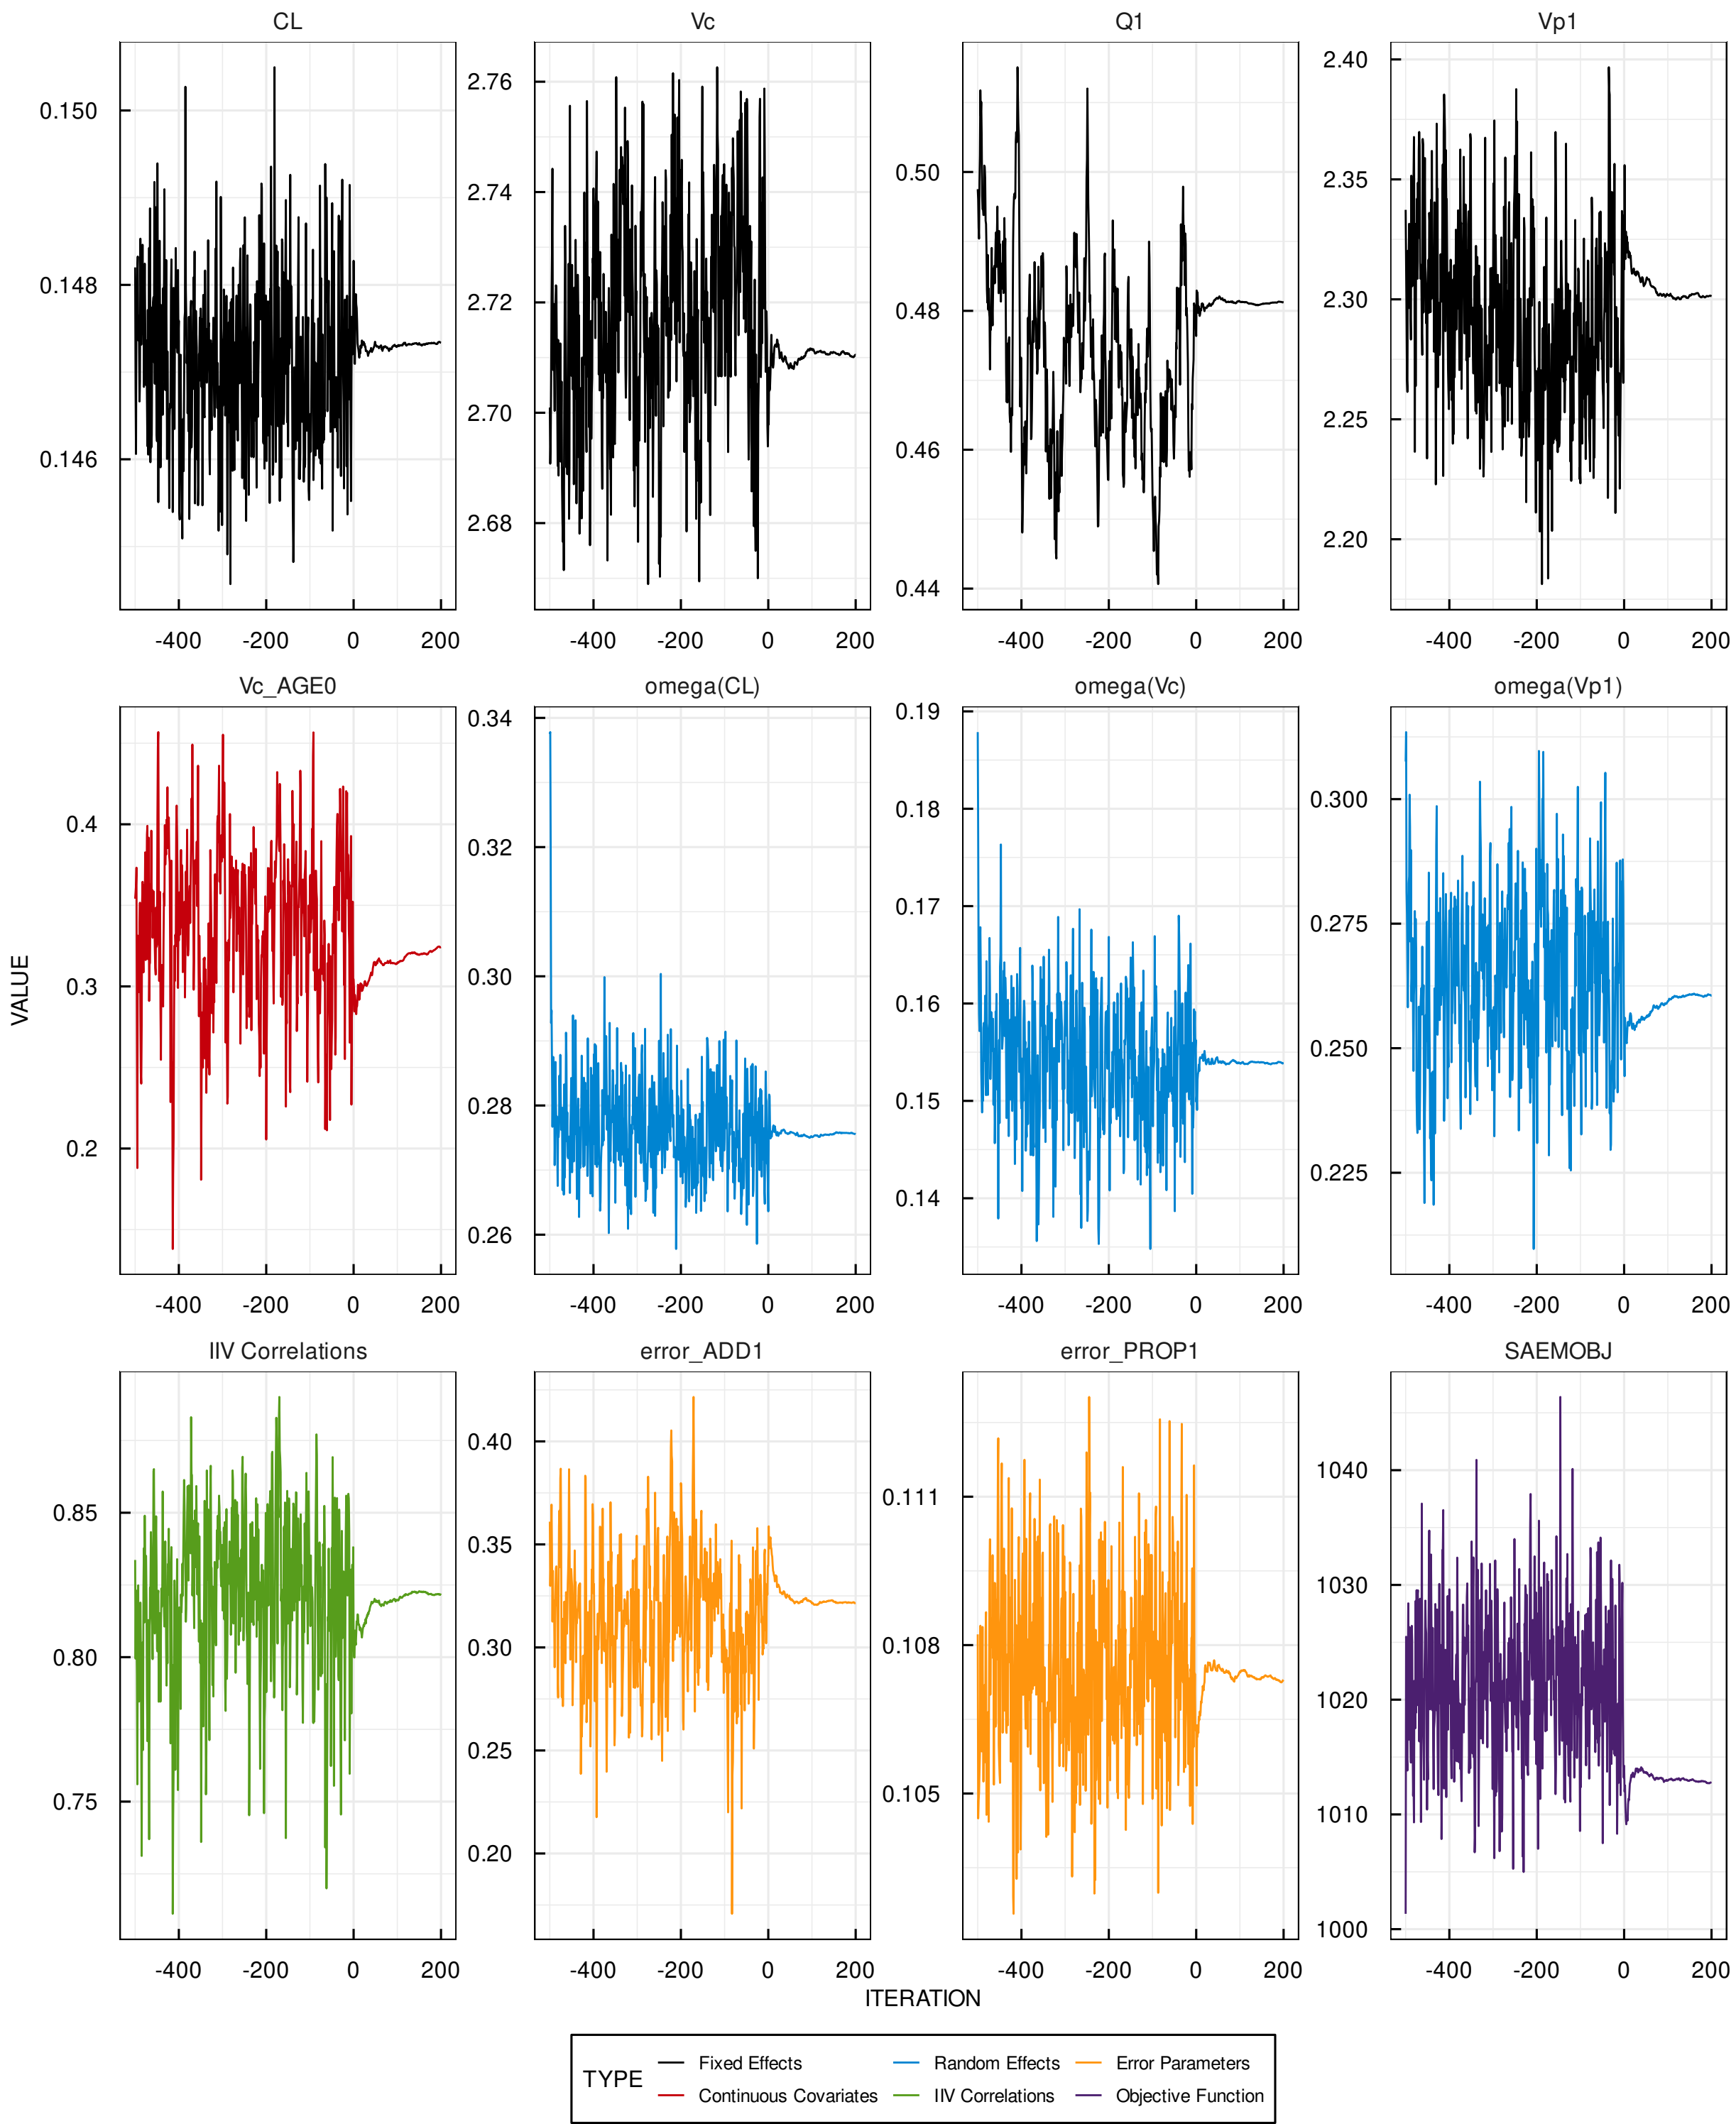 CL Vc Q1 Vp1
0.150 2.76 0.50 2.40
0.148 2.74 0.48 2.35
0.146 2.72 0.46 2.30
2.70 0.44 2.25
2.68 2.20
-400 -200 0 200 -400 -200 0 200 -400 -200 0 200 -400 -200 0 200
Vc_AGE0 omega(CL) omega(Vc) omega(Vp1)
0.4 0.34 0.19 0.300
0.3 0.32 0.18 0.275
0.2 0.30 0.17 0.250
0.28 0.16 0.225
0.26 0.15
0.14
-400 -200 0 200 -400 -200 0 200 -400 -200 0 200 -400 -200 0 200
VALUE
IIV Correlations error_ADD1 error_PROP1 SAEMOBJ
0.85 0.40 0.111 1040
0.80 0.35 0.108 1030
0.75 0.30 0.105 1020
0.25 1010
0.20 1000
-400 -200 0 200 -400 -200 0 200 -400 -200 0 200 -400 -200 0 200
ITERATION
TYPE
Fixed Effects Random Effects Error Parameters
Continuous Covariates IIV Correlations Objective Function